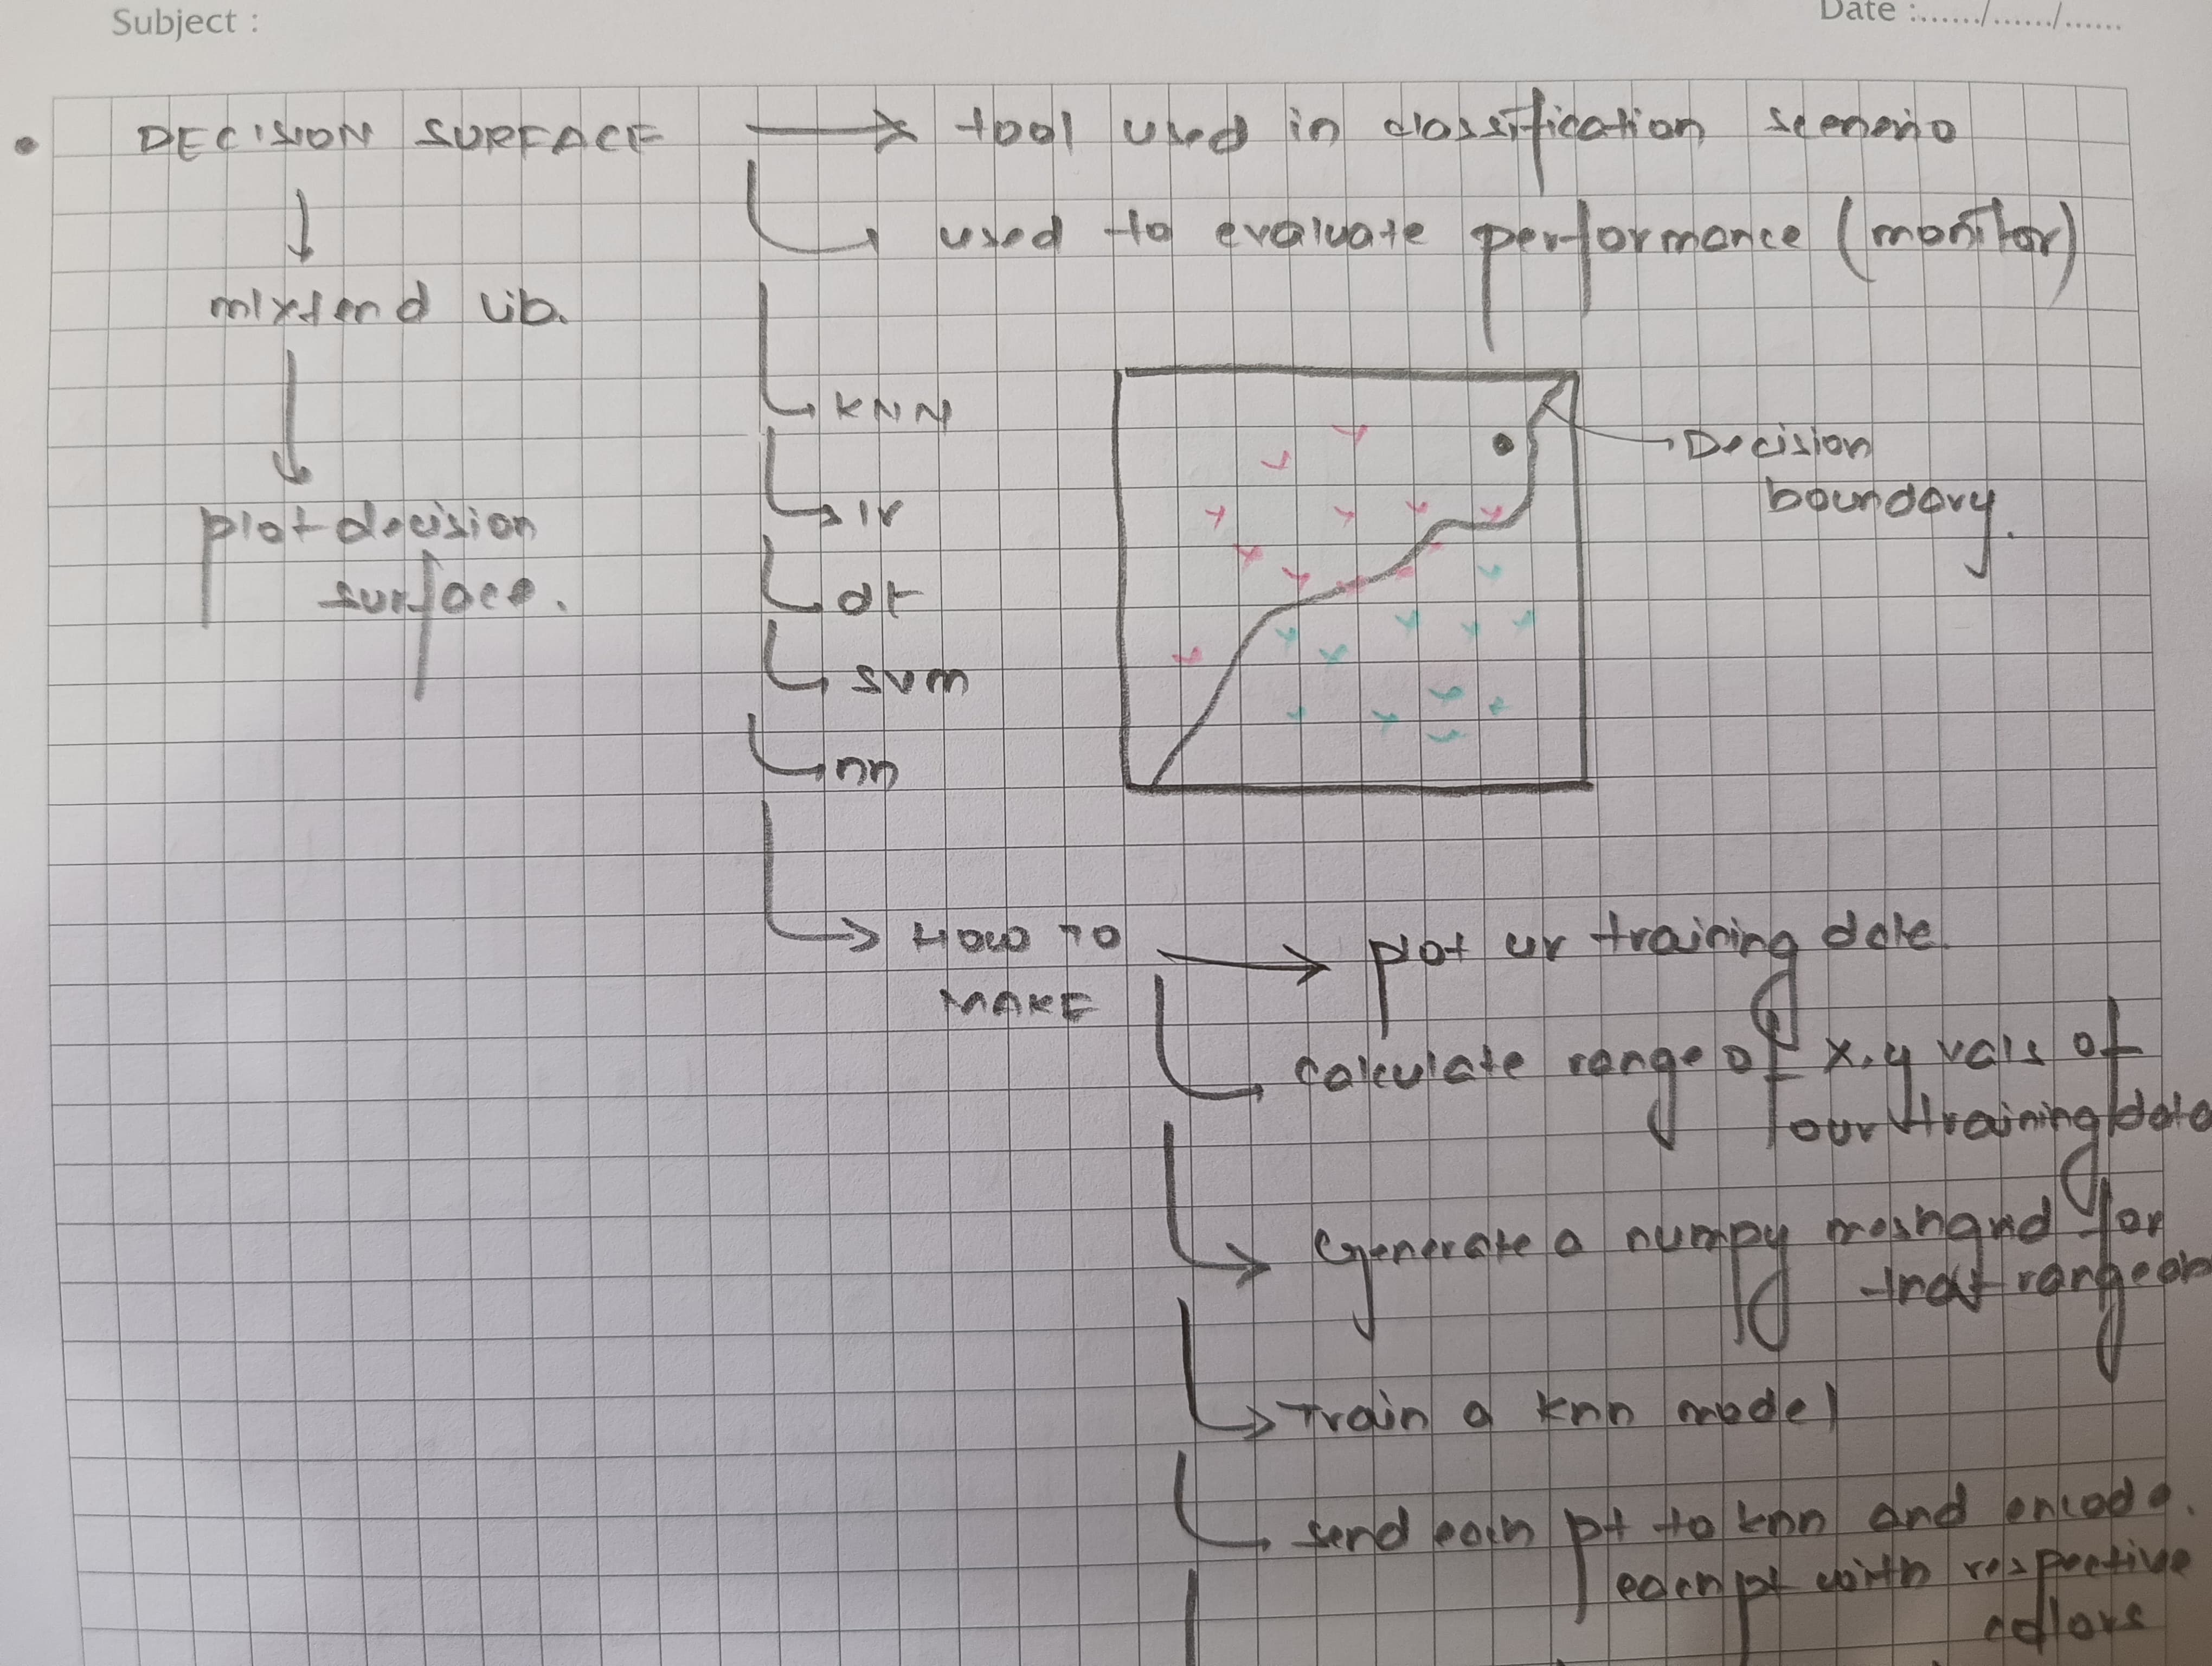 Subject :
Date :....../....../......
• DECISION SURFACE → tool used in classification scenerio
used to evaluate performance (monitor)
mlxtend lib.
plot decision
surface.
KNN
lr
dt
svm
nn
Decision
boundary.
HOW TO
MAKE
plot ur training data.
calculate range of x,y vals of
our training data
Generate a numpy meshgrid for
that range
Train a knn model
send each pt to knn and encode
each pt with respective
colors